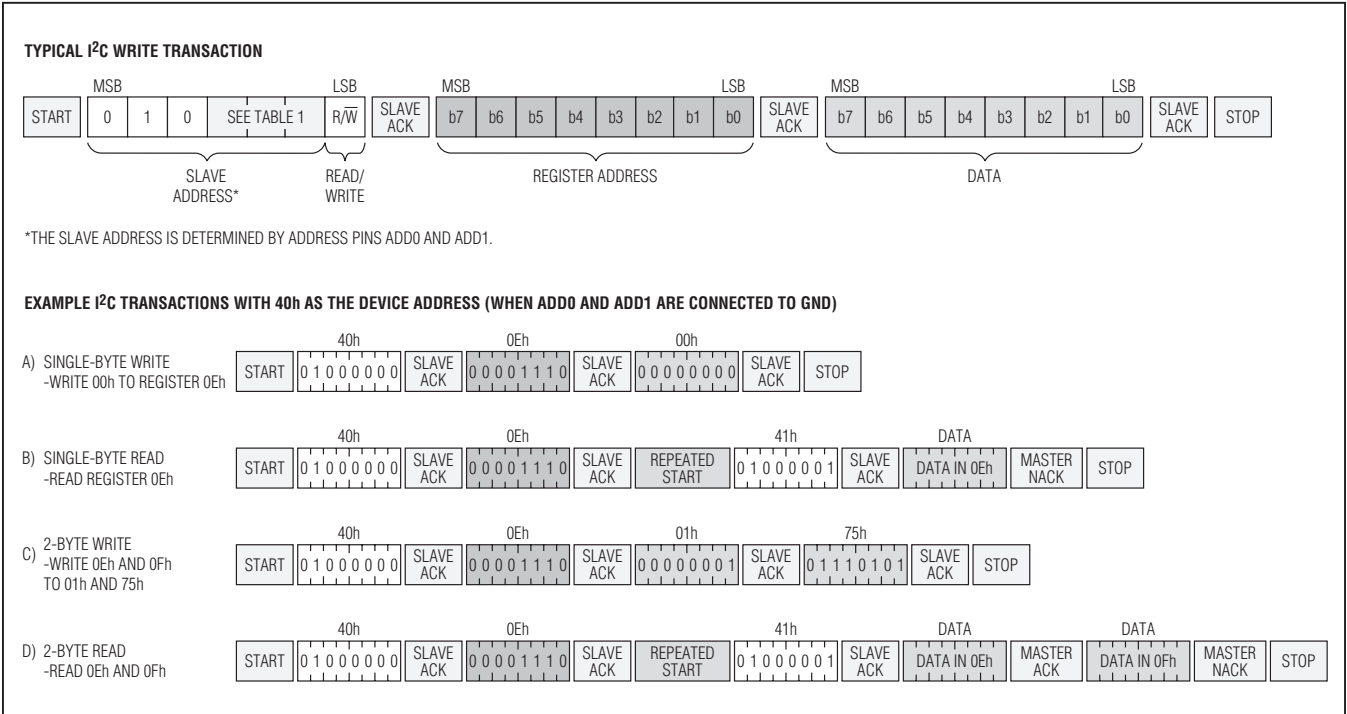 TYPICAL I2C WRITE TRANSACTION
MSB LSB MSB LSB MSB LSB
START 0 1 0 SEE TABLE 1 R/W̅ SLAVE ACK b7 b6 b5 b4 b3 b2 b1 b0 SLAVE ACK b7 b6 b5 b4 b3 b2 b1 b0 SLAVE ACK STOP
SLAVE ADDRESS* READ/WRITE REGISTER ADDRESS DATA
*THE SLAVE ADDRESS IS DETERMINED BY ADDRESS PINS ADD0 AND ADD1.
EXAMPLE I2C TRANSACTIONS WITH 40h AS THE DEVICE ADDRESS (WHEN ADD0 AND ADD1 ARE CONNECTED TO GND)
40h 0Eh 00h
A) SINGLE-BYTE WRITE
-WRITE 00h TO REGISTER 0Eh
START 0 1 0 0 0 0 0 0 SLAVE ACK 0 0 0 0 1 1 1 0 SLAVE ACK 0 0 0 0 0 0 0 0 SLAVE ACK STOP
40h 0Eh 41h DATA
B) SINGLE-BYTE READ
-READ REGISTER 0Eh
START 0 1 0 0 0 0 0 0 SLAVE ACK 0 0 0 0 1 1 1 0 SLAVE ACK REPEATED START 0 1 0 0 0 0 0 1 SLAVE ACK DATA IN 0Eh MASTER NACK STOP
40h 0Eh 01h 75h
C) 2-BYTE WRITE
-WRITE 0Eh AND 0Fh
TO 01h AND 75h
START 0 1 0 0 0 0 0 0 SLAVE ACK 0 0 0 0 1 1 1 0 SLAVE ACK 0 0 0 0 0 0 0 1 SLAVE ACK 0 1 1 1 0 1 0 1 SLAVE ACK STOP
40h 0Eh 41h DATA DATA
D) 2-BYTE READ
-READ 0Eh AND 0Fh
START 0 1 0 0 0 0 0 0 SLAVE ACK 0 0 0 0 1 1 1 0 SLAVE ACK REPEATED START 0 1 0 0 0 0 0 1 SLAVE ACK DATA IN 0Eh MASTER ACK DATA IN 0Fh MASTER NACK STOP